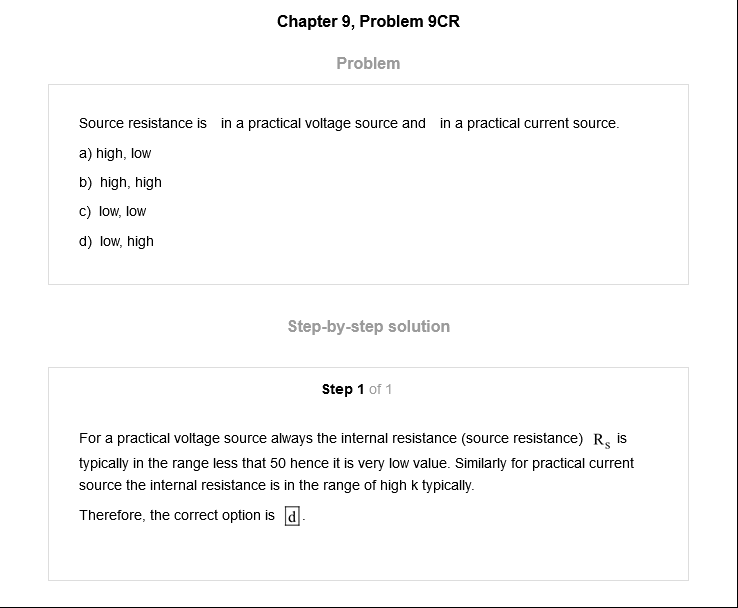 Chapter 9, Problem 9CR
Problem
Source resistance is in a practical voltage source and in a practical current source.
a) high, low
b) high, high
c) low, low
d) low, high
Step-by-step solution
Step 1 of 1
For a practical voltage source always the internal resistance (source resistance) Rs is
typically in the range less that 50 hence it is very low value. Similarly for practical current
source the internal resistance is in the range of high k typically.
Therefore, the correct option is d.